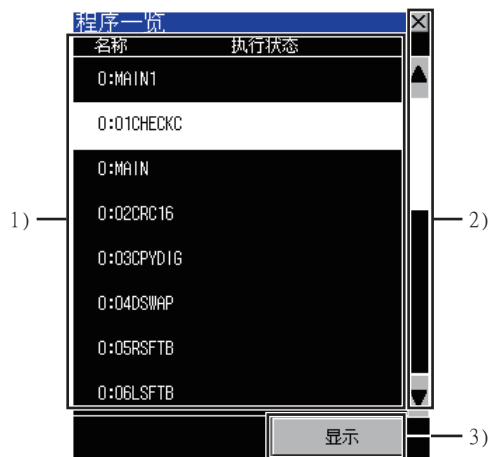 程序一览
名称 执行状态
0:MAIN1
0:01CHECKC
0:MAIN
0:02CRC16
0:03CPYDIG
0:04DSWAP
0:05RSFTB
0:06LSFTB
显示
1)
2)
3)